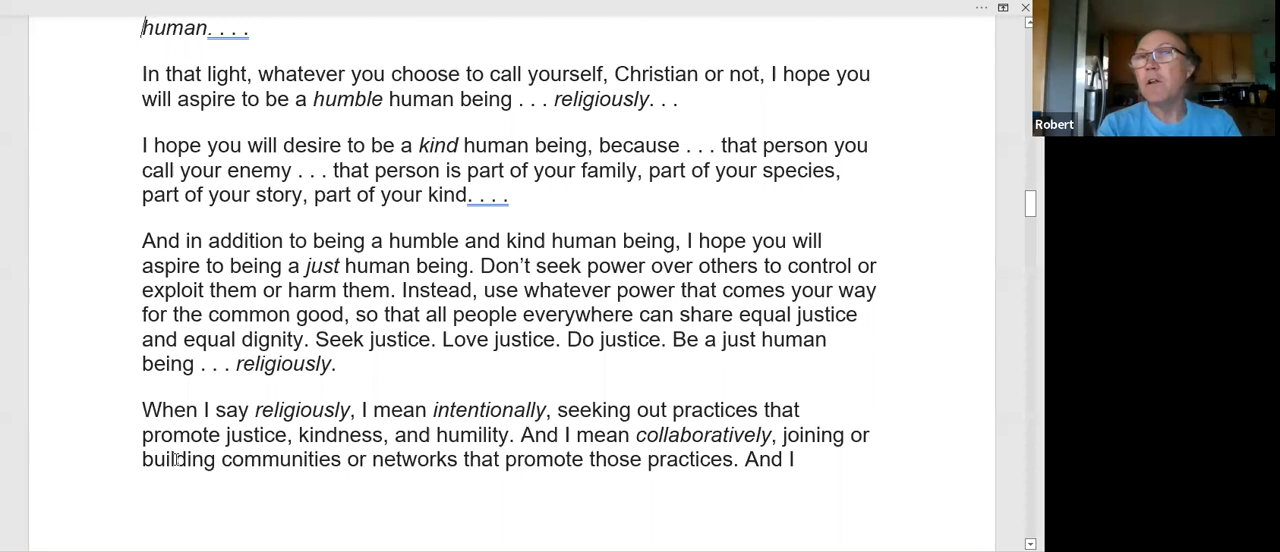 human. . . .
In that light, whatever you choose to call yourself, Christian or not, I hope you
will aspire to be a humble human being . . . religiously. . .
I hope you will desire to be a kind human being, because . . . that person you
call your enemy . . . that person is part of your family, part of your species,
part of your story, part of your kind. . . .
And in addition to being a humble and kind human being, I hope you will
aspire to being a just human being. Don’t seek power over others to control or
exploit them or harm them. Instead, use whatever power that comes your way
for the common good, so that all people everywhere can share equal justice
and equal dignity. Seek justice. Love justice. Do justice. Be a just human
being . . . religiously.
When I say religiously, I mean intentionally, seeking out practices that
promote justice, kindness, and humility. And I mean collaboratively, joining or
building communities or networks that promote those practices. And I
Robert